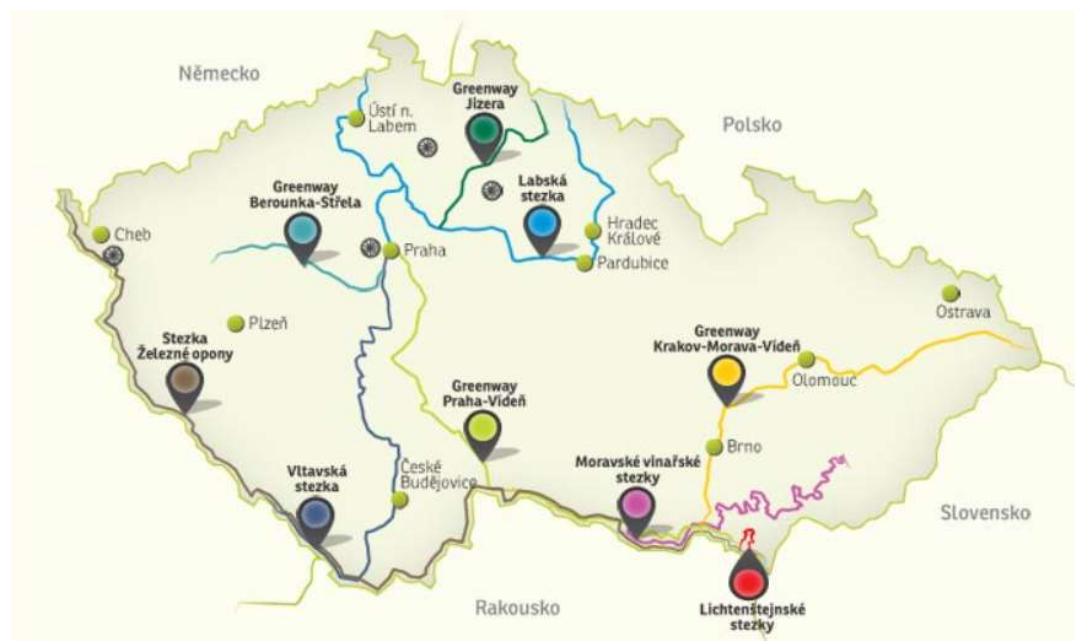 Německo
Greenway
Jizera
Ústí n.
Labem
Polsko
Greenway
Berounka-Střela
Labská
stezka
Cheb
Praha
Hradec
Králové
Pardubice
Ostrava
Plzeň
Stezka
Železné opony
Greenway
Krakov-Morava-Vídeň
Olomouc
Greenway
Praha-Vídeň
Brno
Vltavská
stezka
České
Budějovice
Moravské vinařské
stezky
Slovensko
Rakousko
Lichtenštejnské
stezky